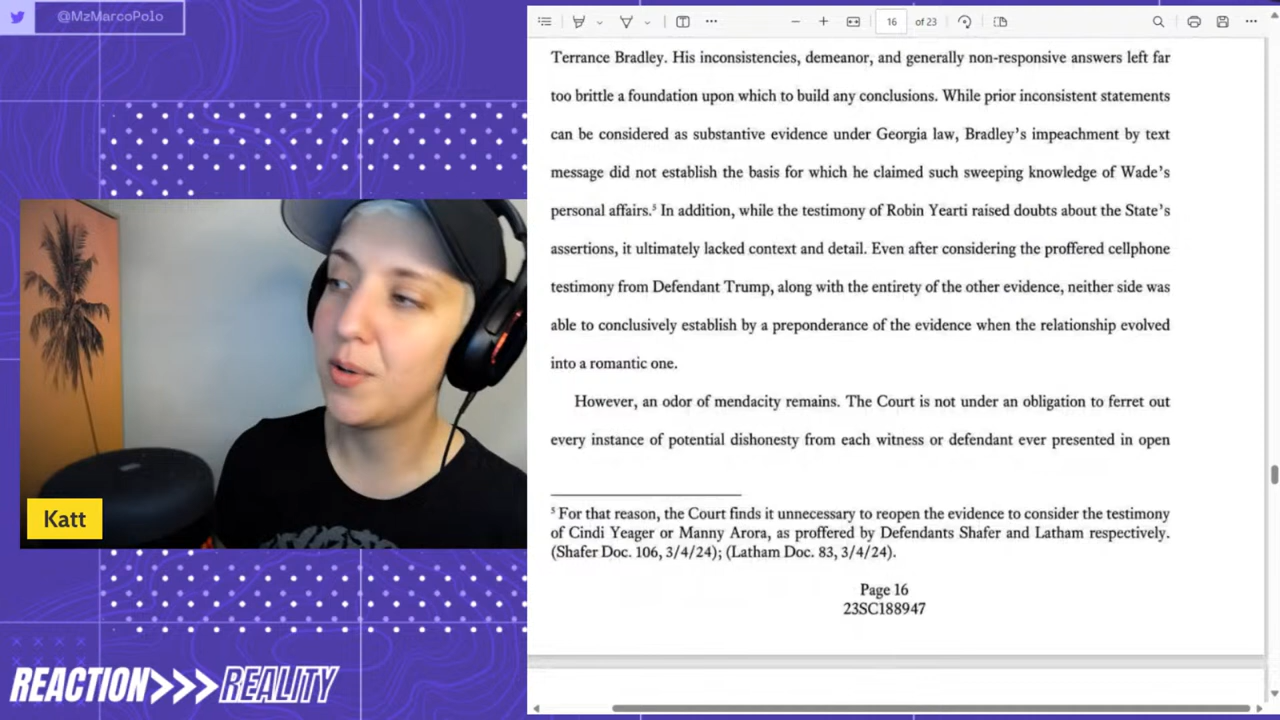 @MzMarcoPolo
16 of 23
Terrance Bradley. His inconsistencies, demeanor, and generally non-responsive answers left far
too brittle a foundation upon which to build any conclusions. While prior inconsistent statements
can be considered as substantive evidence under Georgia law, Bradley's impeachment by text
message did not establish the basis for which he claimed such sweeping knowledge of Wade's
personal affairs.⁵ In addition, while the testimony of Robin Yearti raised doubts about the State's
assertions, it ultimately lacked context and detail. Even after considering the proffered cellphone
testimony from Defendant Trump, along with the entirety of the other evidence, neither side was
able to conclusively establish by a preponderance of the evidence when the relationship evolved
into a romantic one.
However, an odor of mendacity remains. The Court is not under an obligation to ferret out
every instance of potential dishonesty from each witness or defendant ever presented in open
⁵ For that reason, the Court finds it unnecessary to reopen the evidence to consider the testimony
of Cindi Yeager or Manny Arora, as proffered by Defendants Shafer and Latham respectively.
(Shafer Doc. 106, 3/4/24); (Latham Doc. 83, 3/4/24).
Page 16
23SC188947
Katt
REACTION>>>REALITY